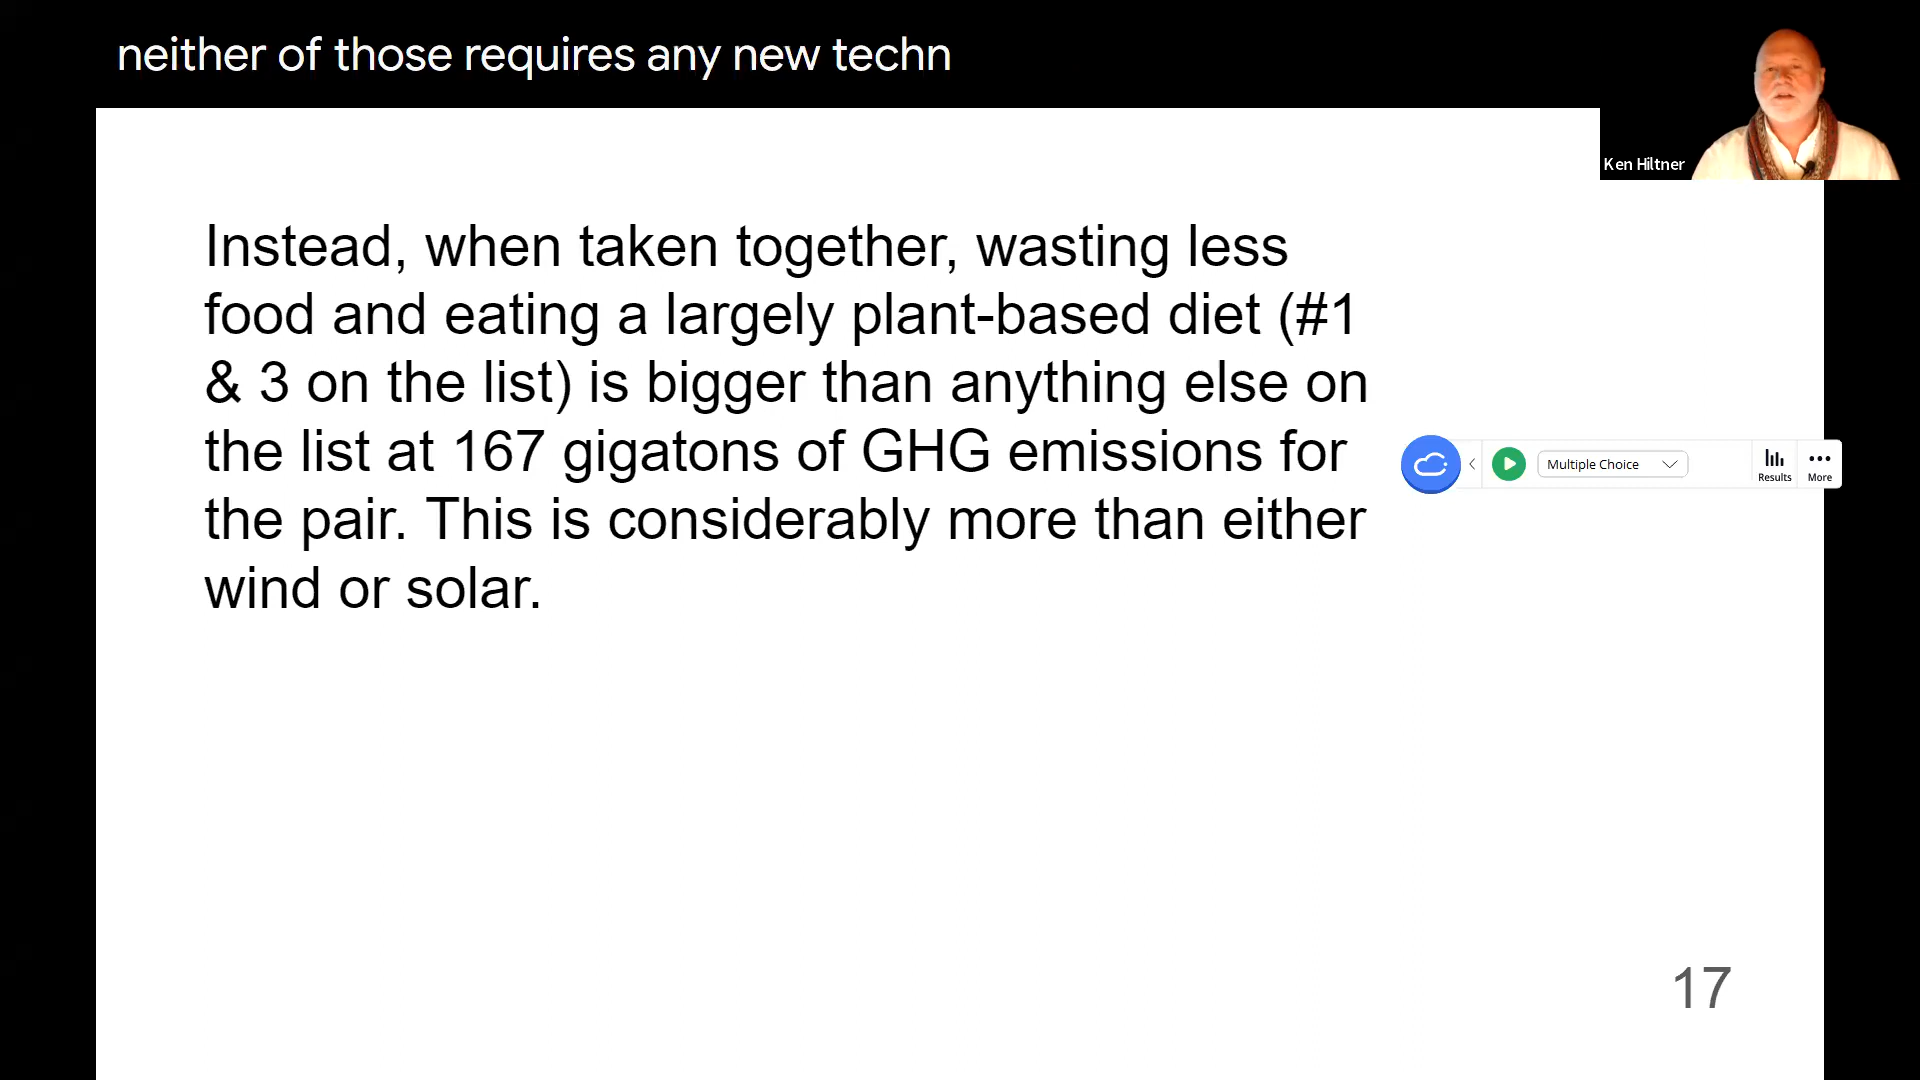 neither of those requires any new techn
Ken Hiltner
Instead, when taken together, wasting less
food and eating a largely plant-based diet (#1
& 3 on the list) is bigger than anything else on
the list at 167 gigatons of GHG emissions for
the pair. This is considerably more than either
wind or solar.
Multiple Choice
Results
More
17